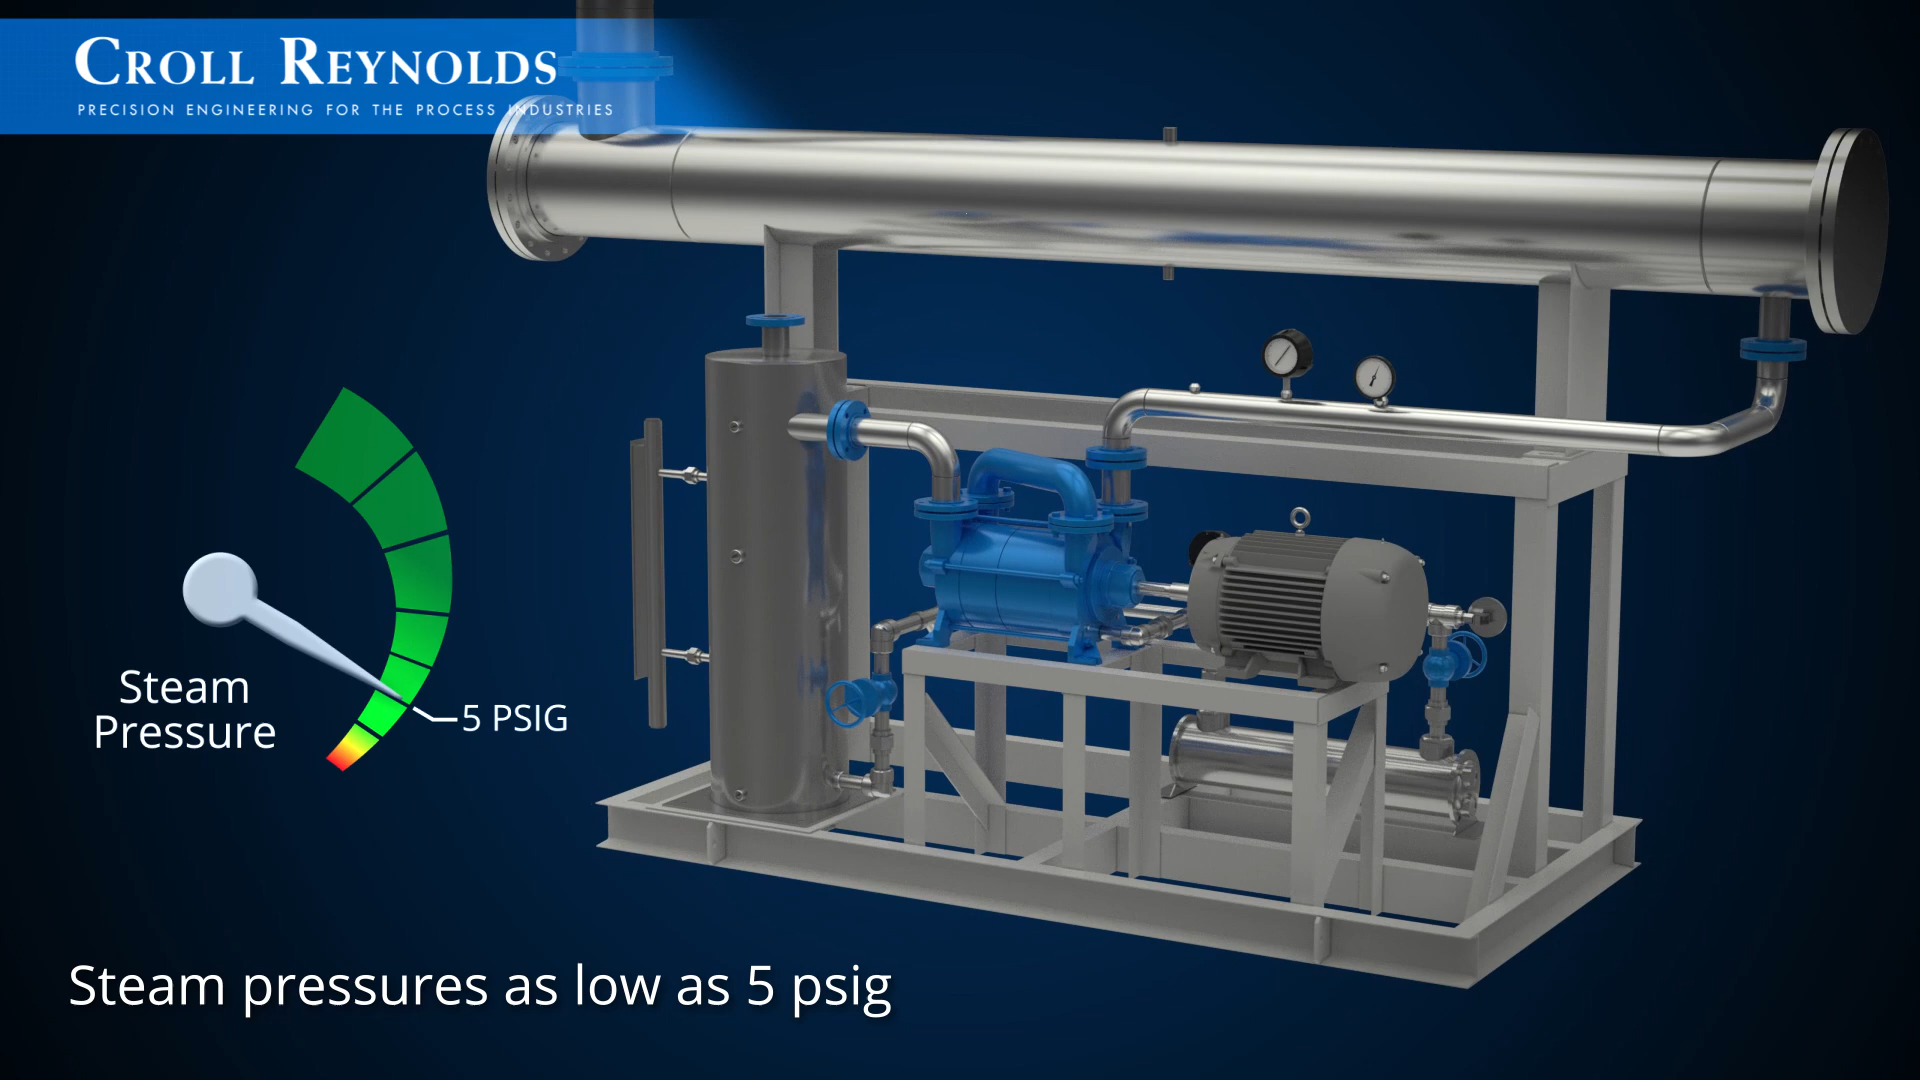 CROLL REYNOLDS
PRECISION ENGINEERING FOR THE PROCESS INDUSTRIES
Steam
Pressure
5 PSIG
Steam pressures as low as 5 psig